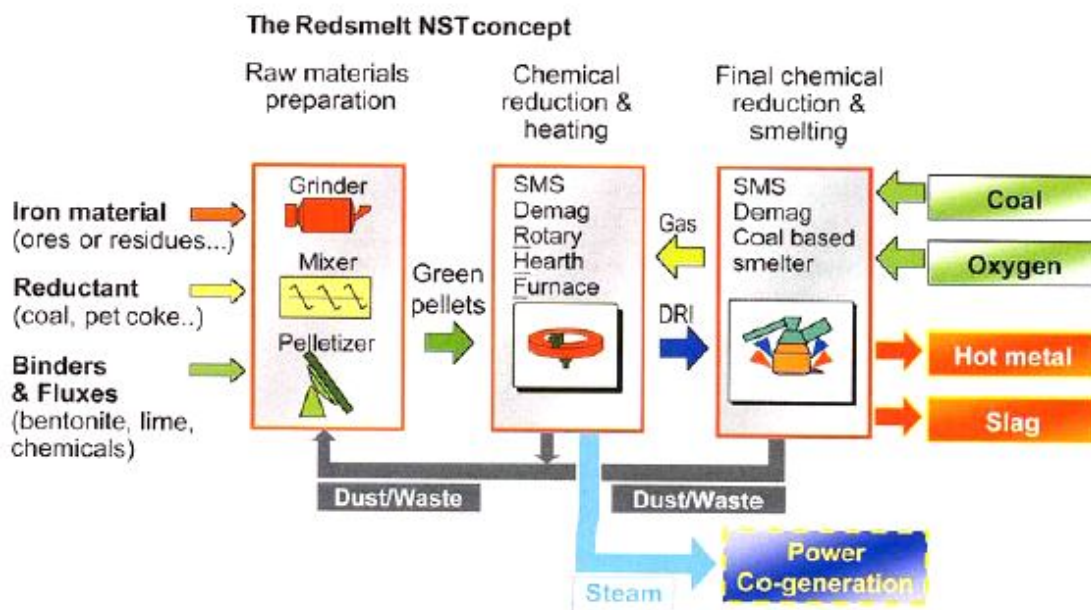 The Redsmelt NST concept
Raw materials
preparation
Chemical
reduction &
heating
Final chemical
reduction &
smelting
Iron material
(ores or residues...)
Reductant
(coal, pet coke..)
Binders
& Fluxes
(bentonite, lime,
chemicals)
Grinder
Mixer
Pelletizer
Green
pellets
SMS
Demag
Rotary
Hearth
Furnace
Gas
DRI
SMS
Demag
Coal based
smelter
Coal
Oxygen
Hot metal
Slag
Dust/Waste
Dust/Waste
Steam
Power
Co-generation